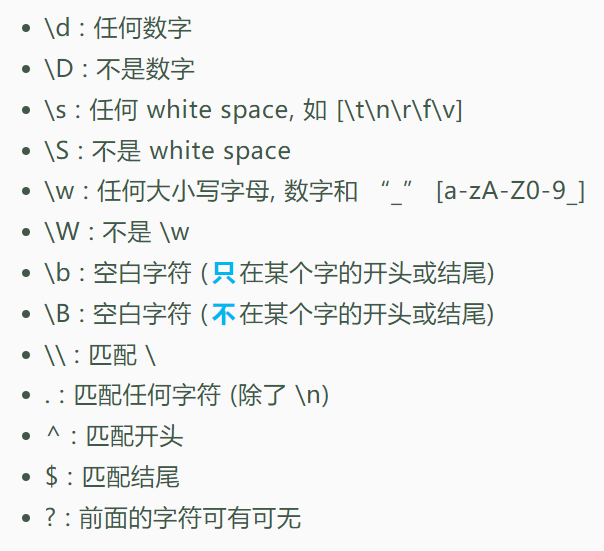 • \d : 任何数字
• \D : 不是数字
• \s : 任何 white space, 如 [\t\n\r\f\v]
• \S : 不是 white space
• \w : 任何大小写字母, 数字和 “_” [a-zA-Z0-9_]
• \W : 不是 \w
• \b : 空白字符 (只在某个字的开头或结尾)
• \B : 空白字符 (不在某个字的开头或结尾)
• \\ : 匹配 \
• . : 匹配任何字符 (除了 \n)
• ^ : 匹配开头
• $ : 匹配结尾
• ? : 前面的字符可有可无